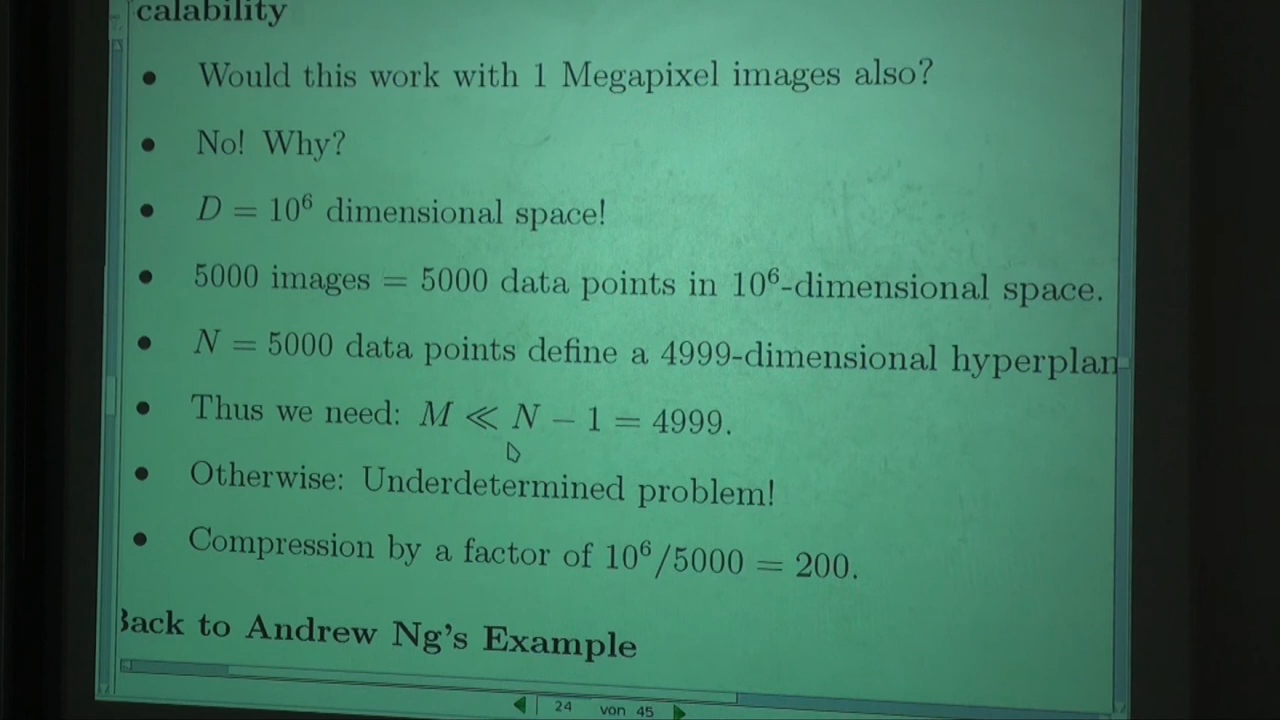 calability
• Would this work with 1 Megapixel images also?
• No! Why?
• D = 10⁶ dimensional space!
• 5000 images = 5000 data points in 10⁶-dimensional space.
• N = 5000 data points define a 4999-dimensional hyperplan
• Thus we need: M ≪ N − 1 = 4999.
• Otherwise: Underdetermined problem!
• Compression by a factor of 10⁶/5000 = 200.
Back to Andrew Ng's Example
24 von 45